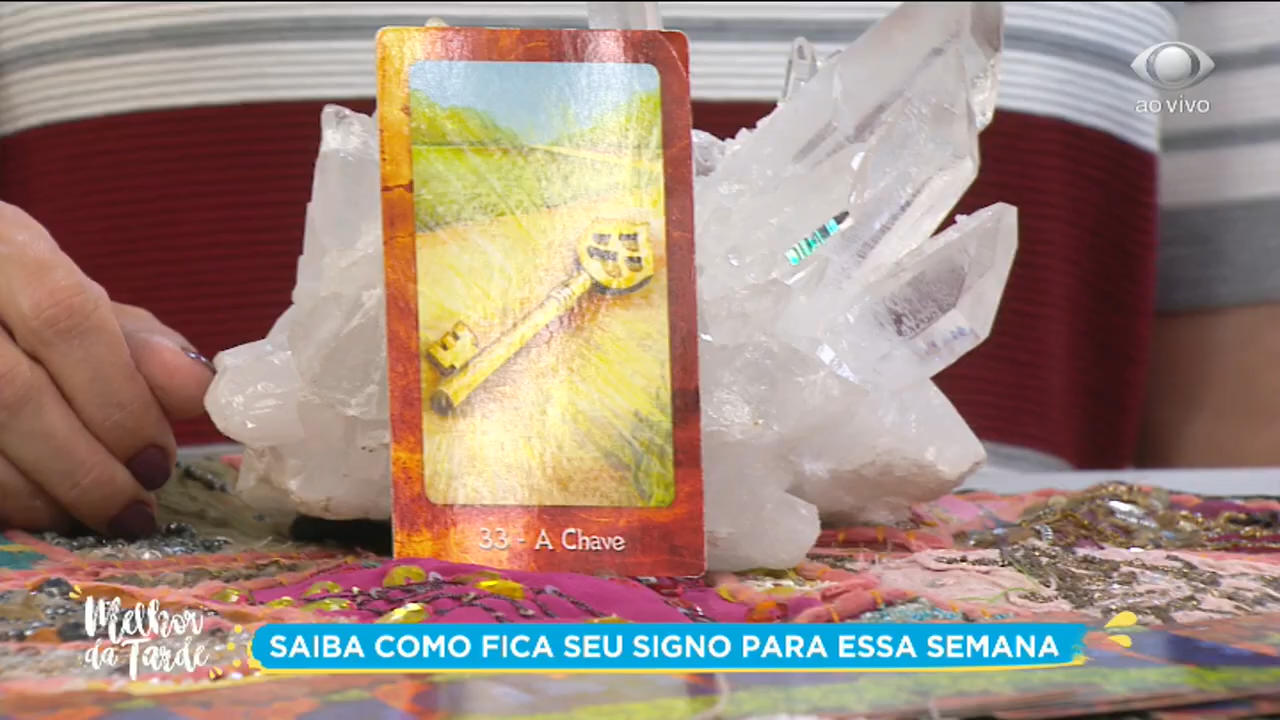 ao vivo
33 - A Chave
Melhor
da Tarde
SAIBA COMO FICA SEU SIGNO PARA ESSA SEMANA